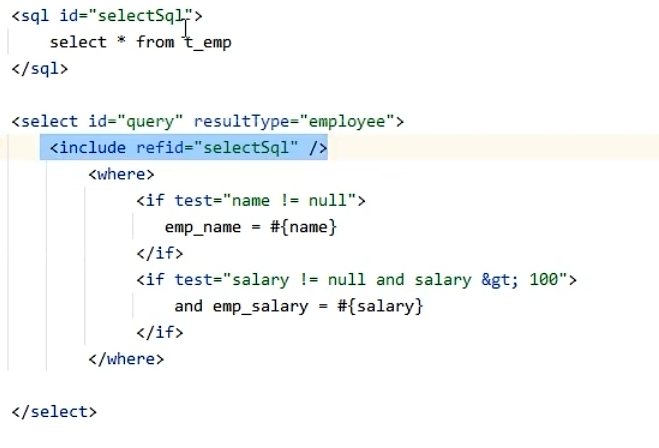 <sql id="selectSql">
select * from t_emp
</sql>
<select id="query" resultType="employee">
<include refid="selectSql" />
<where>
<if test="name != null">
emp_name = #{name}
</if>
<if test="salary != null and salary &gt; 100">
and emp_salary = #{salary}
</if>
</where>
</select>